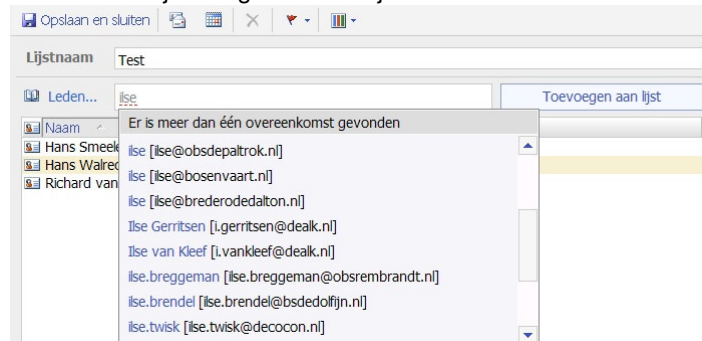 Opslaan en sluiten
Lijstnaam Test
Leden... ilse Toevoegen aan lijst
Naam Er is meer dan één overeenkomst gevonden
Hans Smeele ilse [ilse@obsdepaltrok.nl]
Hans Walred ilse [ilse@bosenvaart.nl]
Richard van ilse [ilse@brederodedalton.nl]
Ilse Gerritsen [i.gerritsen@dealk.nl]
Ilse van Kleef [i.vankleef@dealk.nl]
ilse.breggeman [ilse.breggeman@obsrembrandt.nl]
ilse.brendel [ilse.brendel@bsdedolfijn.nl]
ilse.twisk [ilse.twisk@decocon.nl]